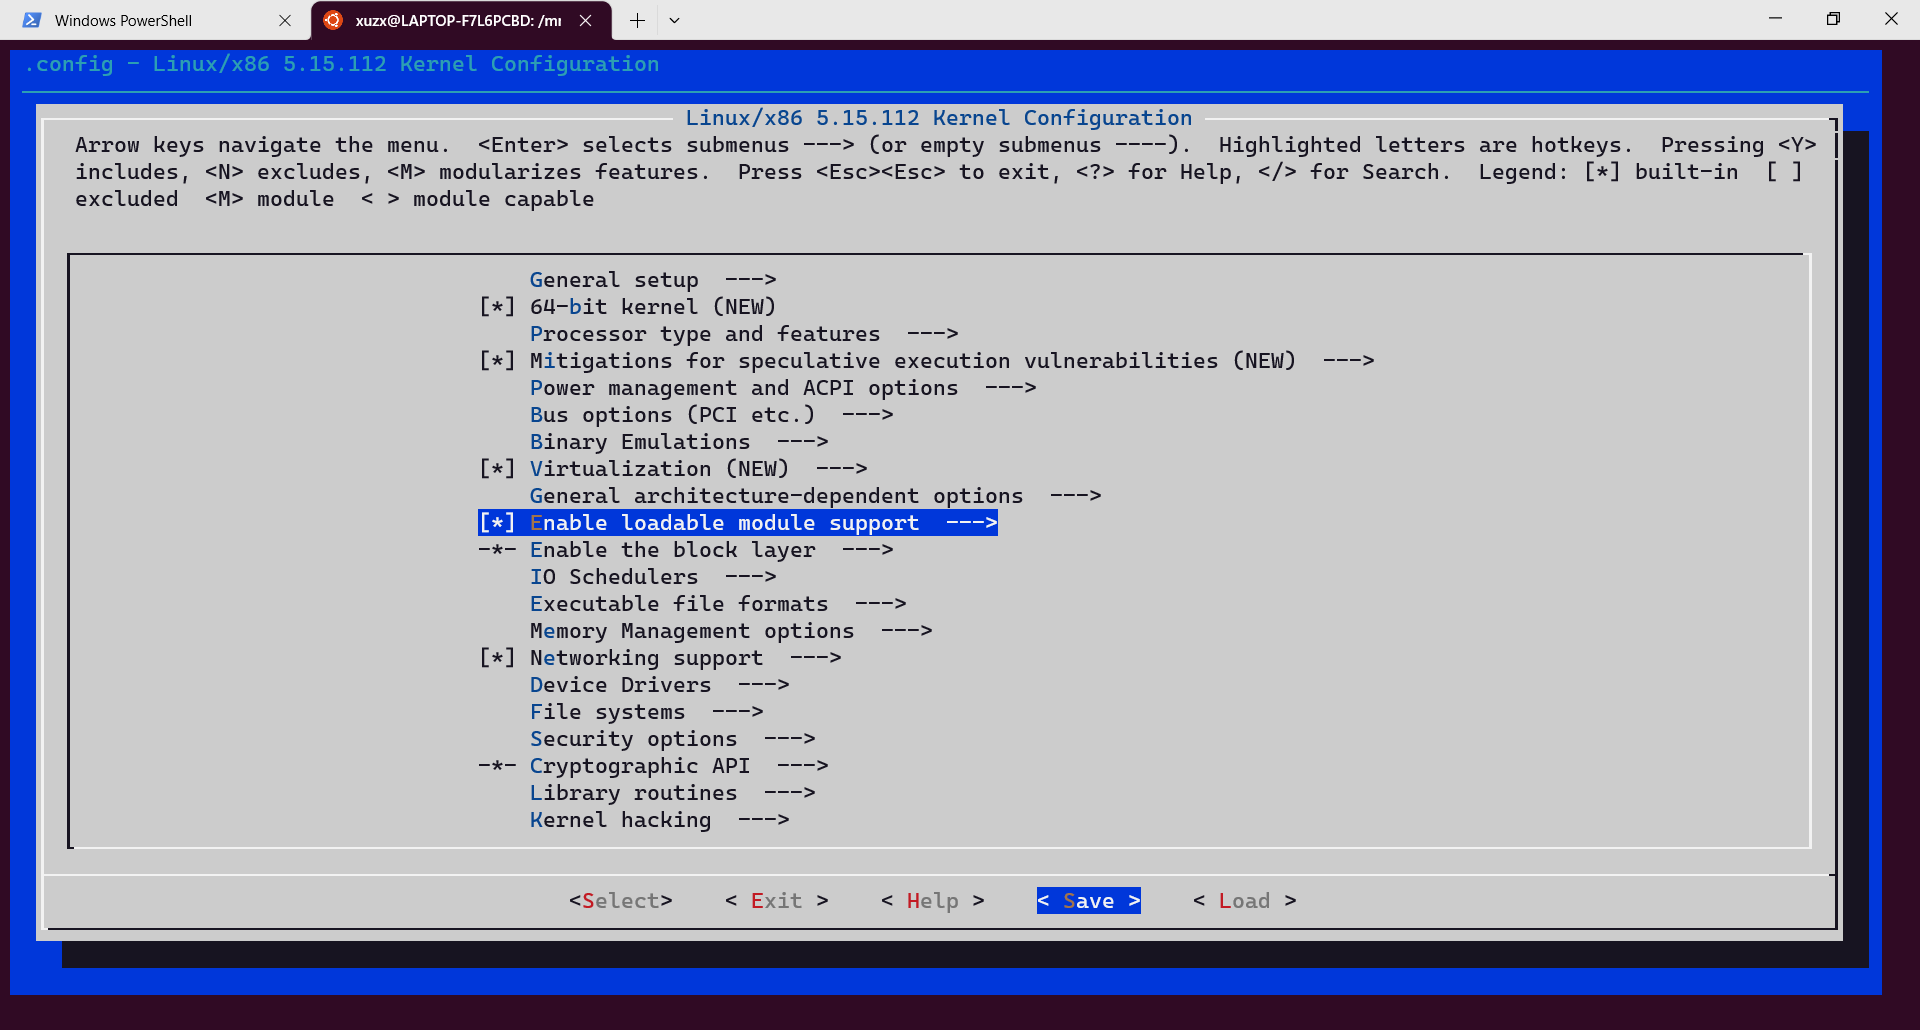 Windows PowerShell
xuzx@LAPTOP-F7L6PCBD: /mn
.config - Linux/x86 5.15.112 Kernel Configuration
Linux/x86 5.15.112 Kernel Configuration
Arrow keys navigate the menu.  <Enter> selects submenus ---> (or empty submenus ----).  Highlighted letters are hotkeys.  Pressing <Y>
includes, <N> excludes, <M> modularizes features.  Press <Esc><Esc> to exit, <?> for Help, </> for Search.  Legend: [*] built-in  [ ]
excluded  <M> module  < > module capable
General setup  --->
[*] 64-bit kernel (NEW)
Processor type and features  --->
[*] Mitigations for speculative execution vulnerabilities (NEW)  --->
Power management and ACPI options  --->
Bus options (PCI etc.)  --->
Binary Emulations  --->
[*] Virtualization (NEW)  --->
General architecture-dependent options  --->
[*] Enable loadable module support  --->
-*- Enable the block layer  --->
IO Schedulers  --->
Executable file formats  --->
Memory Management options  --->
[*] Networking support  --->
Device Drivers  --->
File systems  --->
Security options  --->
-*- Cryptographic API  --->
Library routines  --->
Kernel hacking  --->
<Select>    < Exit >    < Help >    < Save >    < Load >